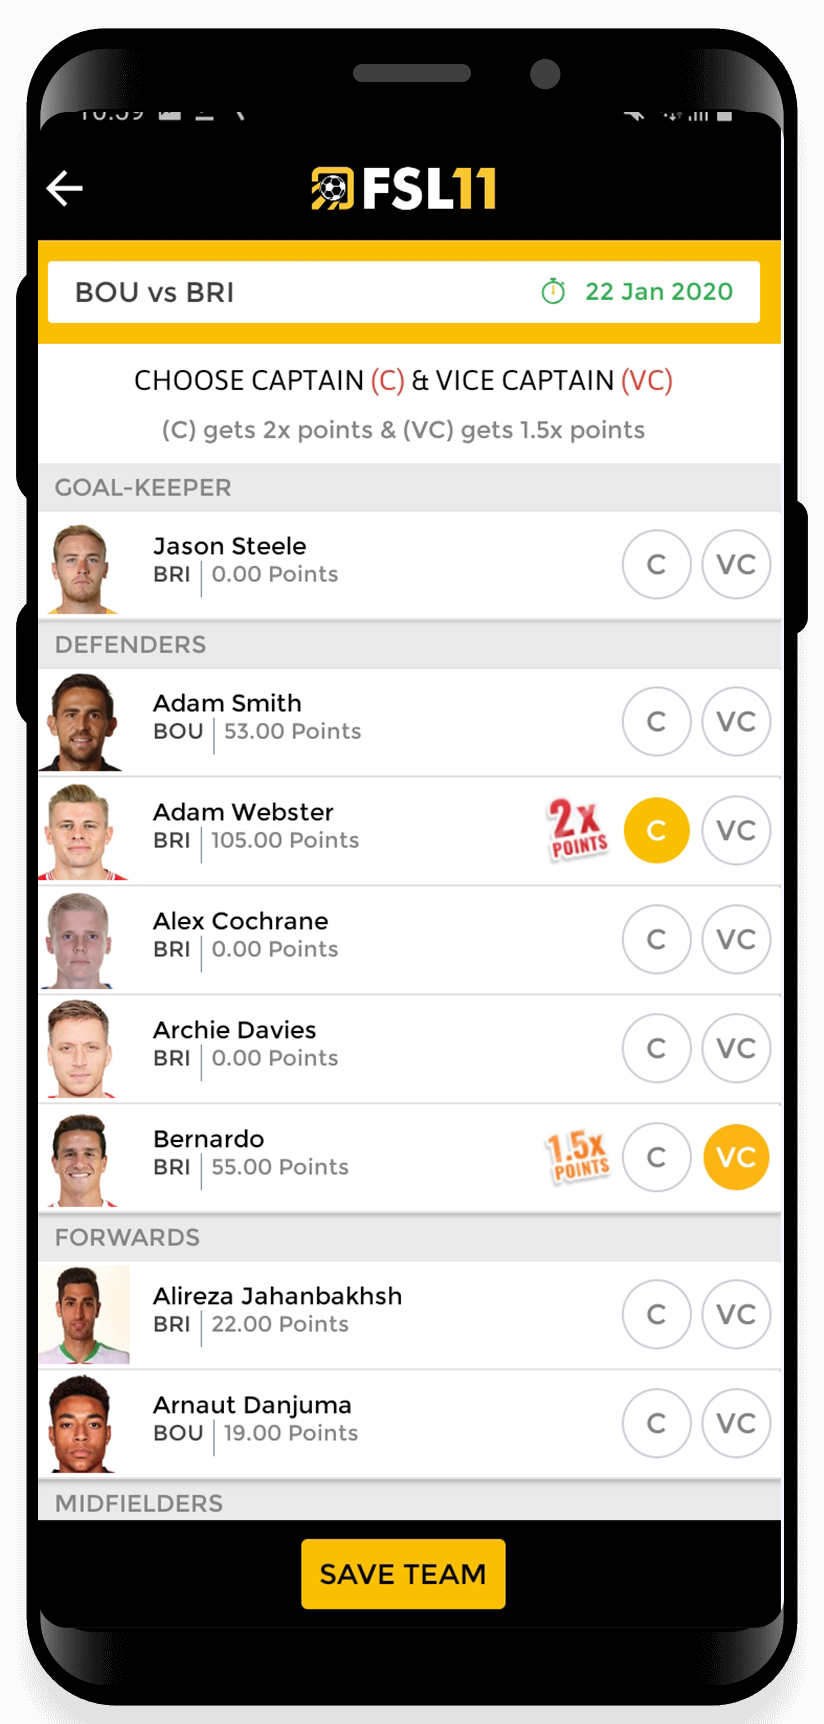 FSL11
BOU vs BRI
22 Jan 2020
CHOOSE CAPTAIN (C) & VICE CAPTAIN (VC)
(C) gets 2x points & (VC) gets 1.5x points
GOAL-KEEPER
Jason Steele
BRI | 0.00 Points
C VC
DEFENDERS
Adam Smith
BOU | 53.00 Points
C VC
Adam Webster
BRI | 105.00 Points
2x
POINTS
C VC
Alex Cochrane
BRI | 0.00 Points
C VC
Archie Davies
BRI | 0.00 Points
C VC
Bernardo
BRI | 55.00 Points
1.5x
POINTS
C VC
FORWARDS
Alireza Jahanbakhsh
BRI | 22.00 Points
C VC
Arnaut Danjuma
BOU | 19.00 Points
C VC
MIDFIELDERS
SAVE TEAM